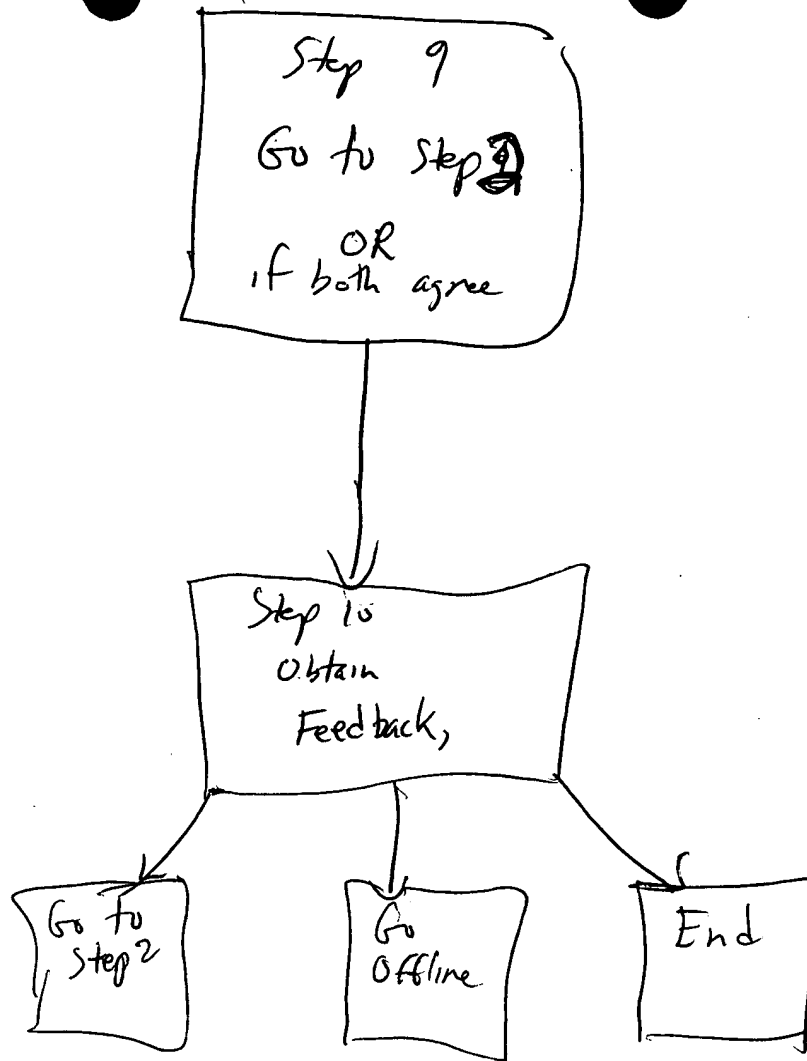 Step 9
Go to Step 2
OR
if both agree
Step 10
Obtain
Feedback,
Go to
Step 2
Go
Offline
End